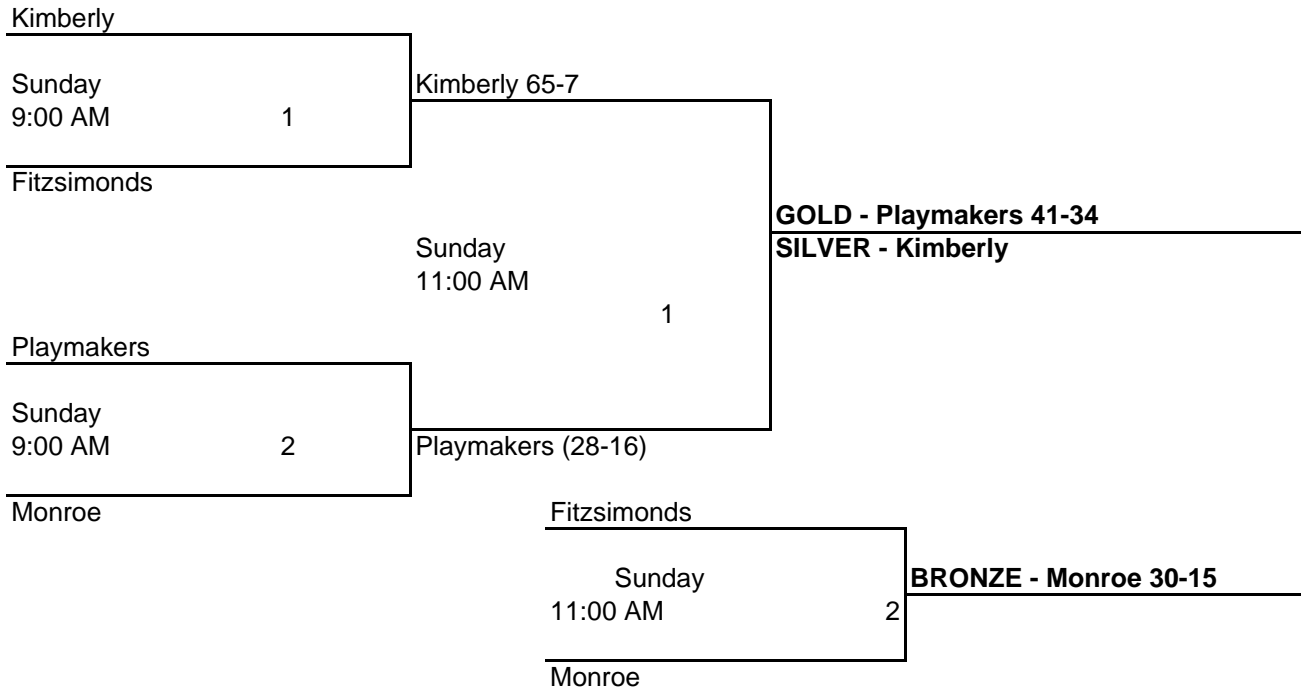 Kimberly
Sunday
Kimberly 65-7
9:00 AM
1
Fitzsimonds
GOLD - Playmakers 41-34
Sunday
SILVER - Kimberly
11:00 AM
1
Playmakers
Sunday
9:00 AM
2
Playmakers (28-16)
Monroe
Fitzsimonds
Sunday
BRONZE - Monroe 30-15
11:00 AM
2
Monroe